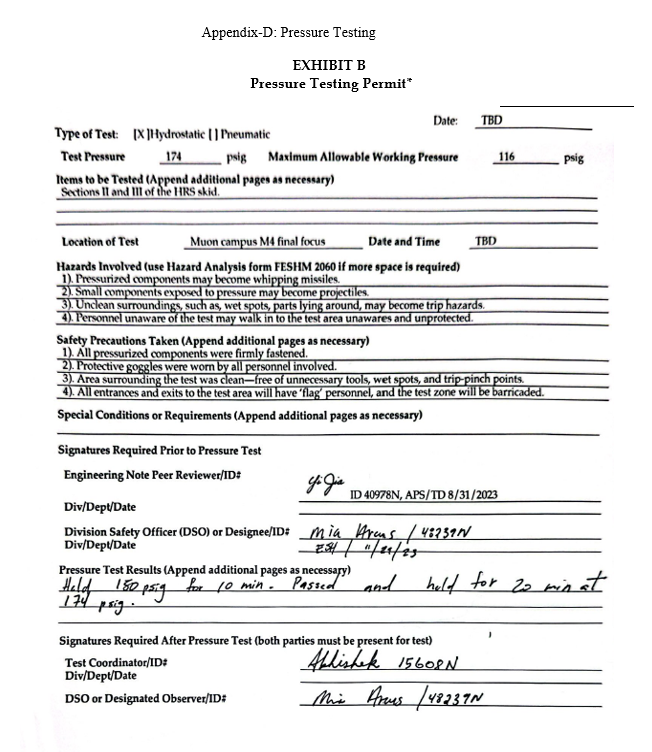 Appendix-D: Pressure Testing
EXHIBIT B
Pressure Testing Permit*
Date: TBD
Type of Test: [X ]Hydrostatic [ ] Pneumatic
Test Pressure 174 psig Maximum Allowable Working Pressure 116 psig
Items to be Tested (Append additional pages as necessary)
Sections II and III of the HRS skid.
Location of Test Muon campus M4 final focus Date and Time TBD
Hazards Involved (use Hazard Analysis form FESHM 2060 if more space is required)
1). Pressurized components may become whipping missiles.
2). Small components exposed to pressure may become projectiles.
3). Unclean surroundings, such as, wet spots, parts lying around, may become trip hazards.
4). Personnel unaware of the test may walk in to the test area unawares and unprotected.
Safety Precautions Taken (Append additional pages as necessary)
1). All pressurized components were firmly fastened.
2). Protective goggles were worn by all personnel involved.
3). Area surrounding the test was clean—free of unnecessary tools, wet spots, and trip-pinch points.
4). All entrances and exits to the test area will have 'flag' personnel, and the test zone will be barricaded.
Special Conditions or Requirements (Append additional pages as necessary)
Signatures Required Prior to Pressure Test
Engineering Note Peer Reviewer/ID# Yi Jia
ID 40978N, APS/TD 8/31/2023
Div/Dept/Date
Division Safety Officer (DSO) or Designee/ID# Mia / 48239N
Div/Dept/Date ESH /
Pressure Test Results (Append additional pages as necessary)
Held 180 psig for 10 min. Passed and held for 20 min at
174 psig.
Signatures Required After Pressure Test (both parties must be present for test)
Test Coordinator/ID# Abhishek 15608N
Div/Dept/Date
DSO or Designated Observer/ID# / 48239N